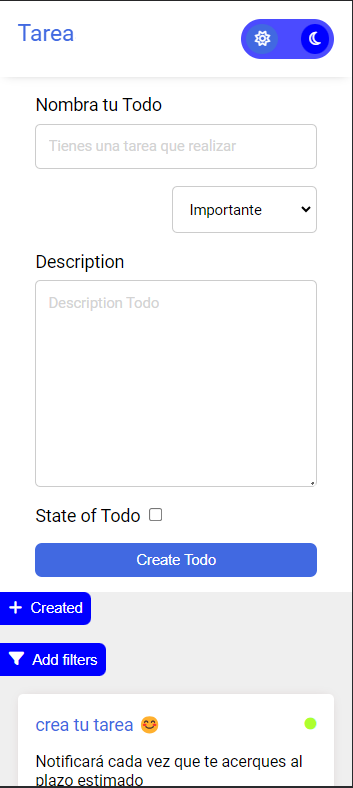 Tarea
Nombra tu Todo
Tienes una tarea que realizar
Importante
Description
Description Todo
State of Todo
Create Todo
Created
Add filters
crea tu tarea 😊
Notificará cada vez que te acerques al
plazo estimado